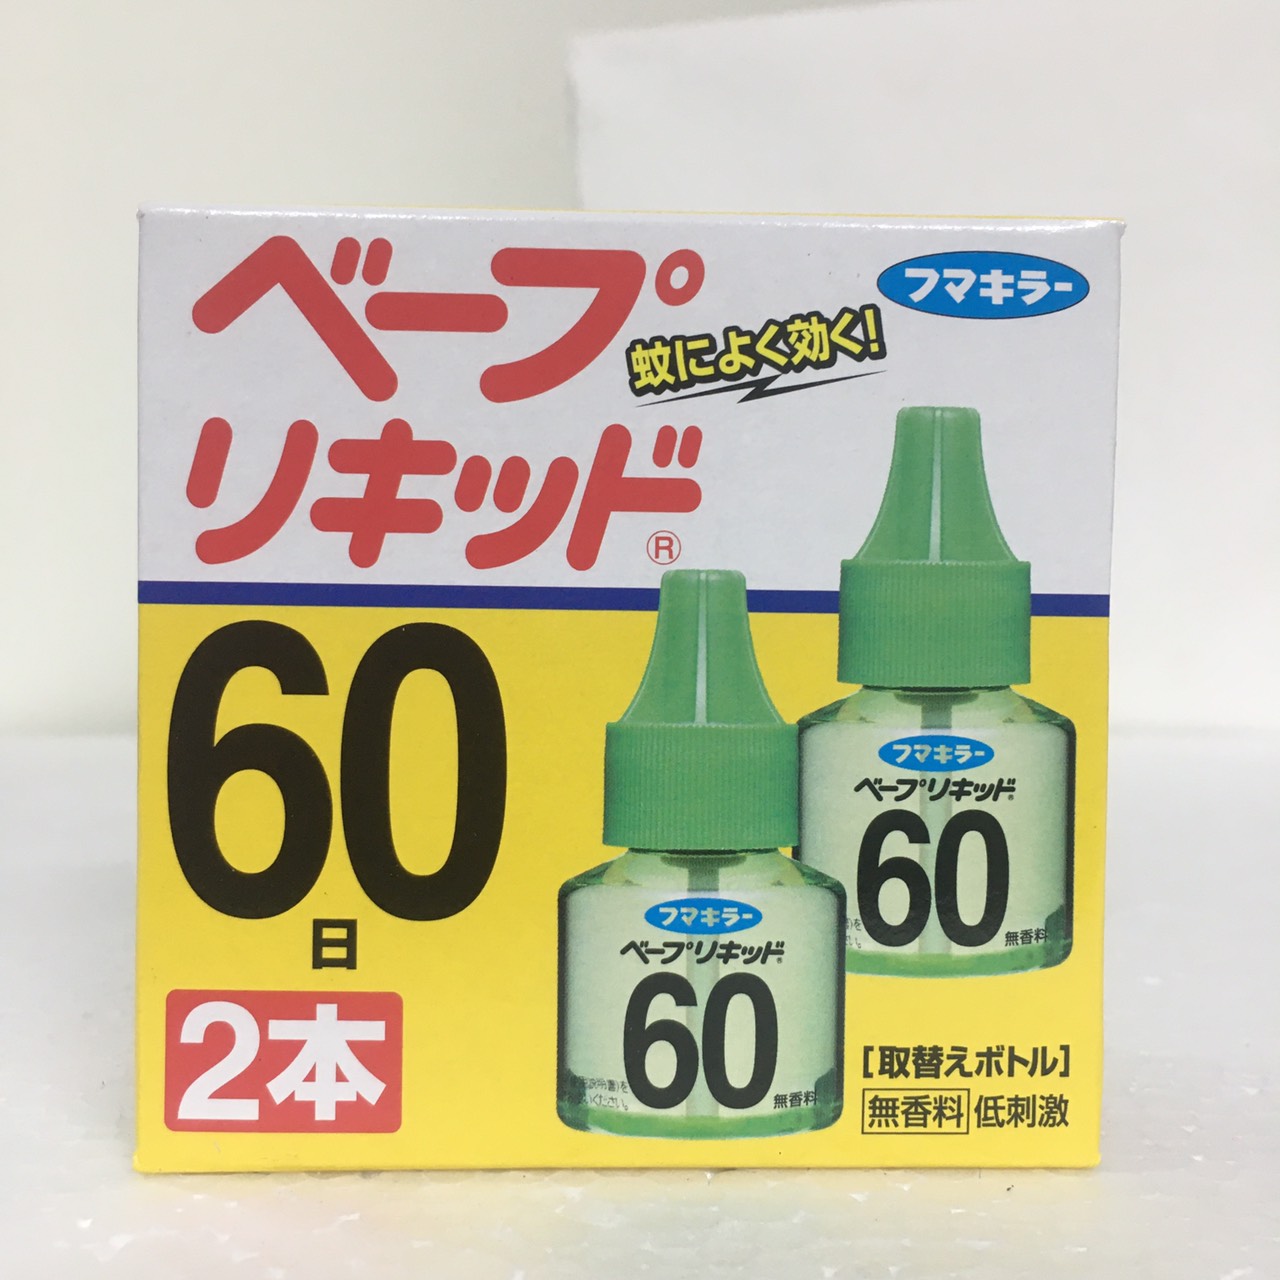 ベープ
リキッド®
蚊によく効く!
フマキラー
60
日
2本
フマキラー
ベープリキッド®
60
無香料
フマキラー
ベープリキッド®
60
無香料
[取替えボトル]
無香料 低刺激